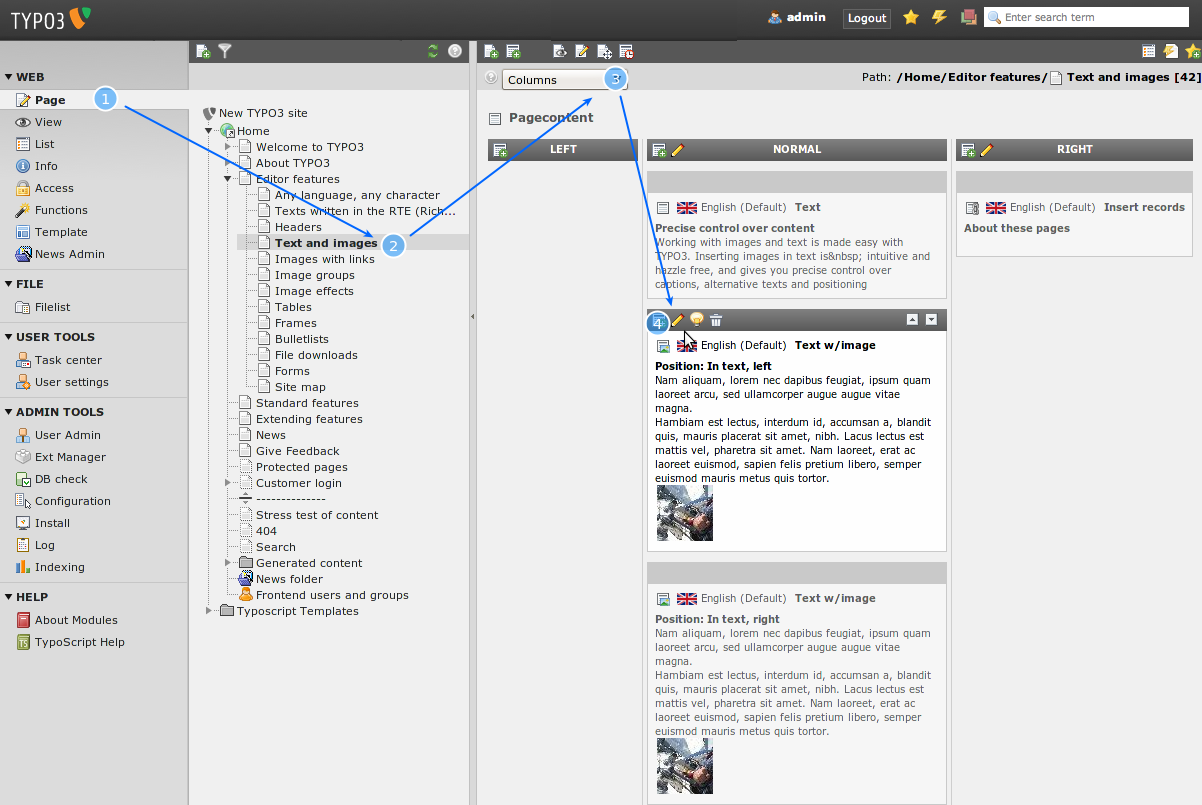 TYPO3
admin
Logout
Enter search term
WEB
Page
1
View
List
Info
Access
Functions
Template
News Admin
FILE
Filelist
USER TOOLS
Task center
User settings
ADMIN TOOLS
User Admin
Ext Manager
DB check
Configuration
Install
Log
Indexing
HELP
About Modules
TypoScript Help
New TYPO3 site
Home
Welcome to TYPO3
About TYPO3
Editor features
Any language, any character
Texts written in the RTE (Rich...
Headers
Text and images
2
Images with links
Image groups
Image effects
Tables
Frames
Bulletlists
File downloads
Forms
Site map
Standard features
Extending features
News
Give Feedback
Protected pages
Customer login
--------------
Stress test of content
404
Search
Generated content
News folder
Frontend users and groups
Typoscript Templates
Columns
3
Path: /Home/Editor features/ Text and images [42]
Pagecontent
LEFT
NORMAL
English (Default) Text
Precise control over content
Working with images and text is made easy with
TYPO3. Inserting images in text is&nbsp; intuitive and
hazzle free, and gives you precise control over
captions, alternative texts and positioning
4
English (Default) Text w/image
Position: In text, left
Nam aliquam, lorem nec dapibus feugiat, ipsum quam
laoreet arcu, sed ullamcorper augue augue vitae
magna.
Hambiam est lectus, interdum id, accumsan a, blandit
quis, mauris placerat sit amet, nibh. Lacus lectus est
mattis vel, pharetra sit amet. Nam laoreet, erat ac
laoreet euismod, sapien felis pretium libero, semper
euismod mauris metus quis tortor.
English (Default) Text w/image
Position: In text, right
Nam aliquam, lorem nec dapibus feugiat, ipsum quam
laoreet arcu, sed ullamcorper augue augue vitae
magna.
Hambiam est lectus, interdum id, accumsan a, blandit
quis, mauris placerat sit amet, nibh. Lacus lectus est
mattis vel, pharetra sit amet. Nam laoreet, erat ac
laoreet euismod, sapien felis pretium libero, semper
euismod mauris metus quis tortor.
RIGHT
English (Default) Insert records
About these pages